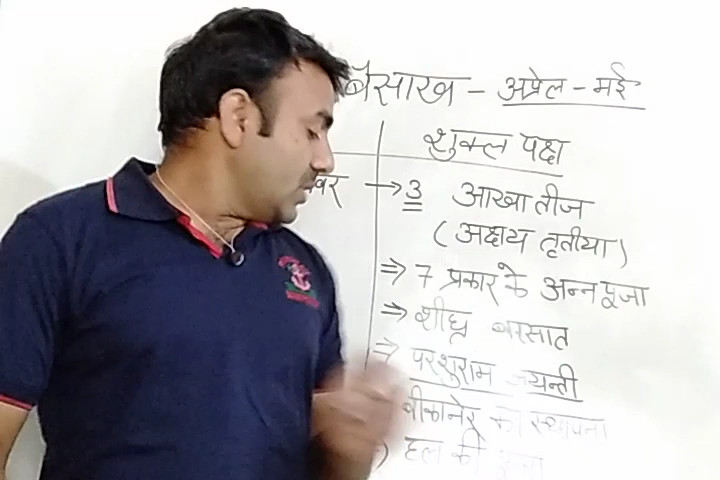 बैसाख - अप्रेल - मई
शुक्ल पक्ष
→ 3 आखा तीज
(अक्षय तृतीया)
⇒ 7 प्रकार के अन्न पूजा
⇒ शीघ्र बरसात
⇒ परशुराम जयन्ती
बीकानेर की स्थापना
हल की पूजा